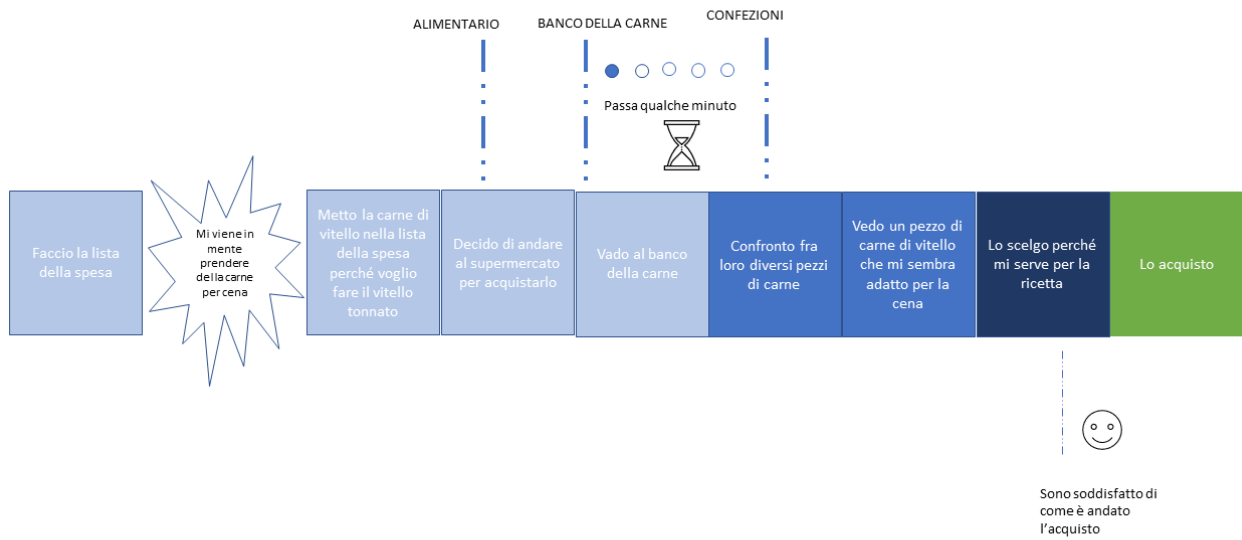 ALIMENTARIO
BANCO DELLA CARNE
CONFEZIONI
Passa qualche minuto
Faccio la lista
della spesa
Mi viene in
mente
prendere
della carne
per cena
Metto la carne di
vitello nella lista
della spesa
perché voglio
fare il vitello
tonnato
Decido di andare
al supermercato
per acquistarlo
Vado al banco
della carne
Confronto fra
loro diversi pezzi
di carne
Vedo un pezzo di
carne di vitello
che mi sembra
adatto per la
cena
Lo scelgo perché
mi serve per la
ricetta
Lo acquisto
Sono soddisfatto di
come è andato
l’acquisto